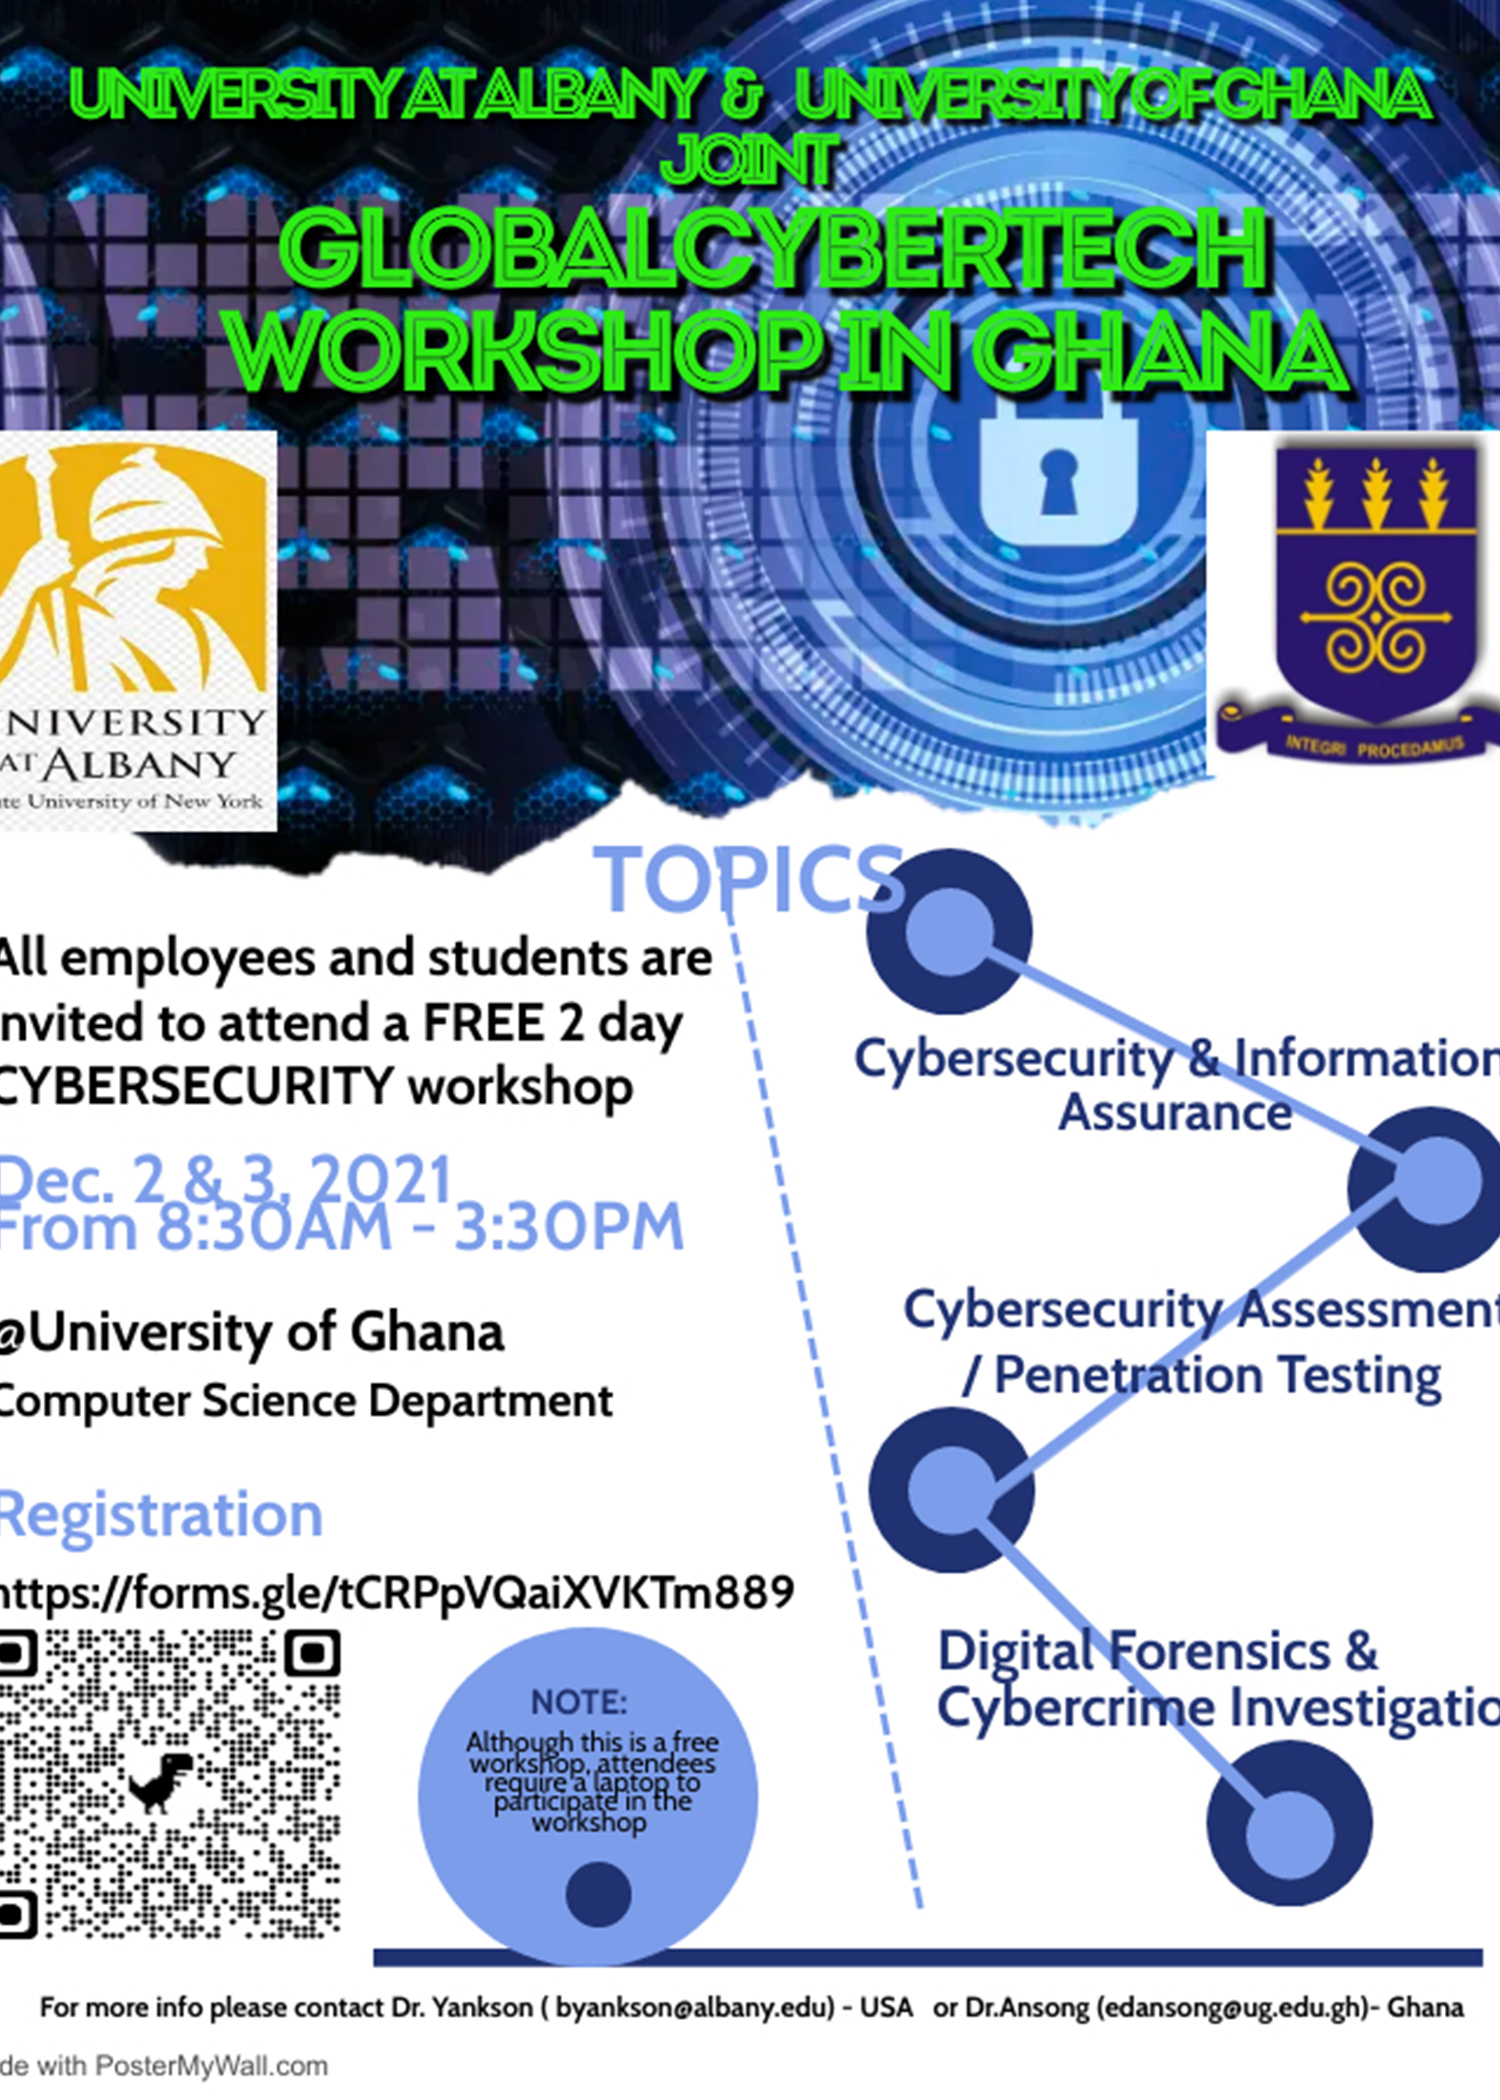 UNIVERSITY AT ALBANY & UNIVERSITY OF GHANA
JOINT
GLOBALCYBERTECH
WORKSHOP IN GHANA
NIVERSITY
AT ALBANY
te University of New York
INTEGRI PROCEDAMUS
TOPICS
All employees and students are
nvited to attend a FREE 2 day
CYBERSECURITY workshop
Dec. 2 & 3, 2021
From 8:30AM - 3:30PM
@University of Ghana
Computer Science Department
Registration
https://forms.gle/tCRPpVQaiXVKTm889
NOTE:
Although this is a free
workshop, attendees
require a laptop to
participate in the
workshop
Cybersecurity & Information
Assurance
Cybersecurity Assessment
/ Penetration Testing
Digital Forensics &
Cybercrime Investigatio
For more info please contact Dr. Yankson ( byankson@albany.edu) - USA or Dr.Ansong (edansong@ug.edu.gh)- Ghana
de with PosterMyWall.com